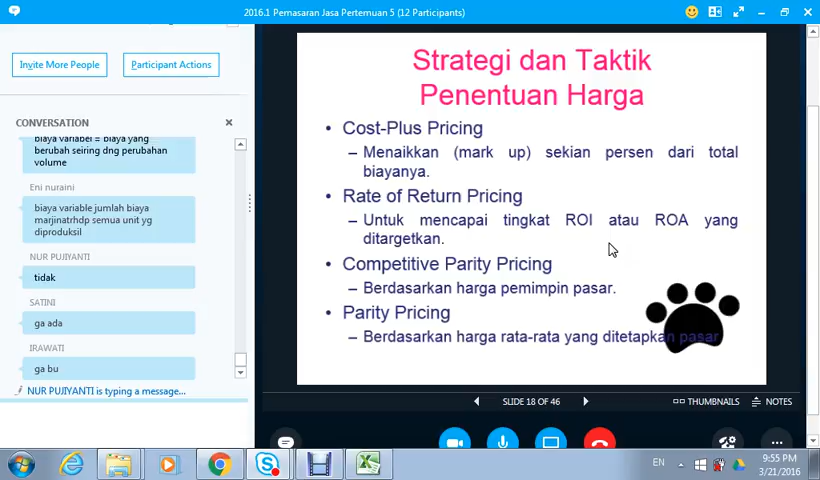 2016.1 Pemasaran Jasa Pertemuan 5 (12 Participants)
Invite More People
Participant Actions
CONVERSATION
biaya variabel = biaya yang
berubah seiring dng perubahan
volume
Eni nuraini
biaya variable jumlah biaya
marjinatrhdp semua unit yg
diproduksil
NUR PUJIYANTI
tidak
SATINI
ga ada
IRAWATI
ga bu
NUR PUJIYANTI is typing a message...
Strategi dan Taktik
Penentuan Harga
• Cost-Plus Pricing
– Menaikkan (mark up) sekian persen dari total
biayanya.
• Rate of Return Pricing
– Untuk mencapai tingkat ROI atau ROA yang
ditargetkan.
• Competitive Parity Pricing
– Berdasarkan harga pemimpin pasar.
• Parity Pricing
– Berdasarkan harga rata-rata yang ditetapkan pasar
SLIDE 18 OF 46
THUMBNAILS
NOTES
EN
9:55 PM
3/21/2016